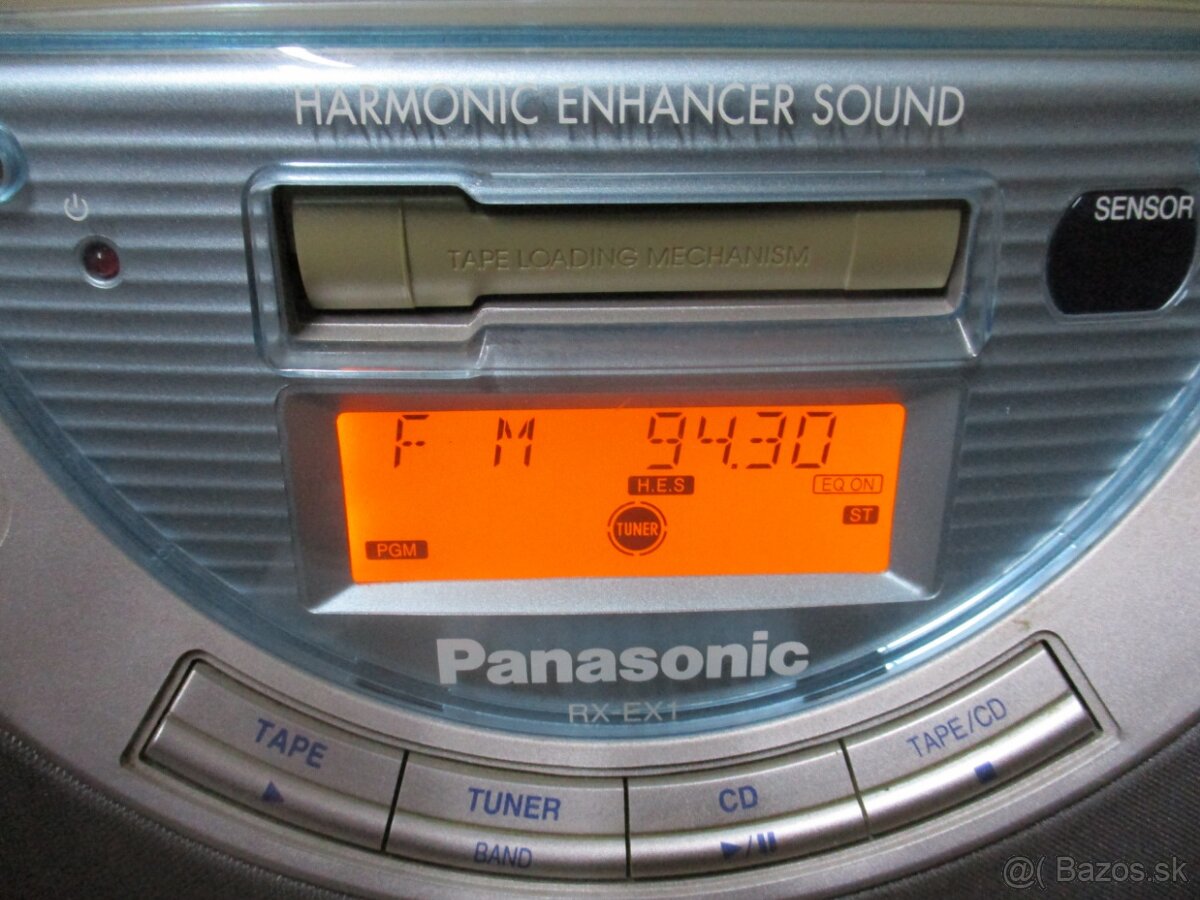 HARMONIC ENHANCER SOUND
SENSOR
TAPE LOADING MECHANISM
FM 94.30
H.E.S
EQ ON
TUNER
ST
PGM
Panasonic
RX-EX1
TAPE
TUNER
BAND
CD
TAPE/CD
@( Bazos.sk